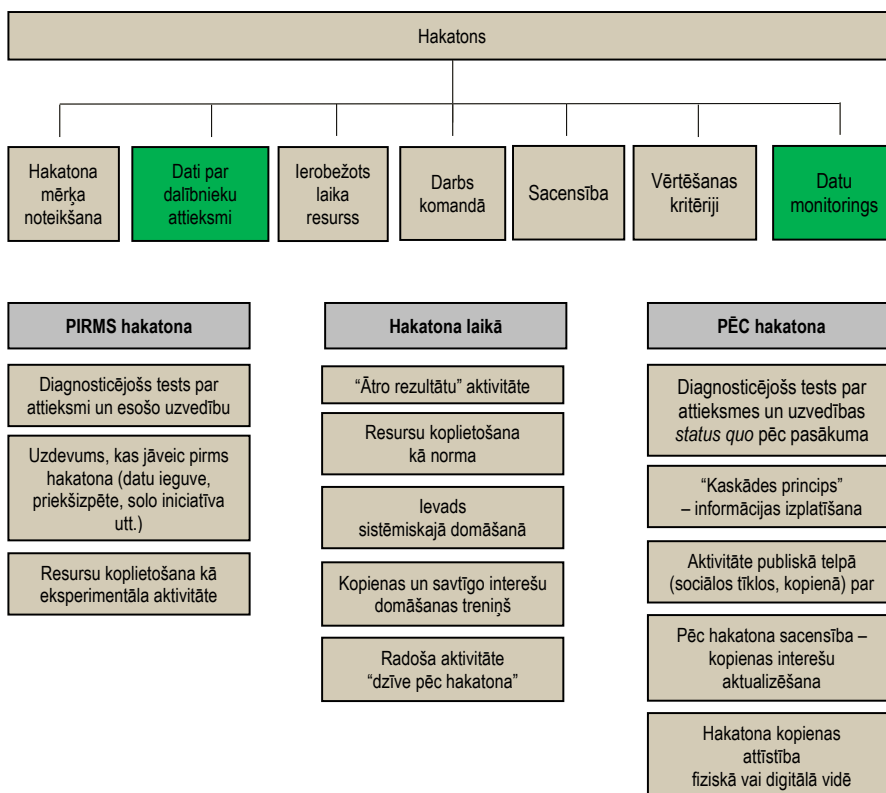 Hakatons
Hakatona
mērķa
noteikšana
Dati par
dalībnieku
attieksmi
Ierobežots
laika
resurss
Darbs
komandā
Sacensība
Vērtēšanas
kritēriji
Datu
monitorings
PIRMS hakatona
Diagnosticējošs tests par
attieksmi un esošo uzvedību
Uzdevums, kas jāveic pirms
hakatona (datu ieguve,
priekšizpēte, solo iniciatīva
utt.)
Resursu koplietošana kā
eksperimentāla aktivitāte
Hakatona laikā
“Ātro rezultātu” aktivitāte
Resursu koplietošana
kā norma
Ievads
sistēmiskajā domāšanā
Kopienas un savtīgo interešu
domāšanas treniņš
Radoša aktivitāte
“dzīve pēc hakatona”
PĒC hakatona
Diagnosticējošs tests par
attieksmes un uzvedības
status quo pēc pasākuma
“Kaskādes princips”
– informācijas izplatīšana
Aktivitāte publiskā telpā
(sociālos tīklos, kopienā) par
Pēc hakatona sacensība –
kopienas interešu
aktualizēšana
Hakatona kopienas
attīstība
fiziskā vai digitālā vidē